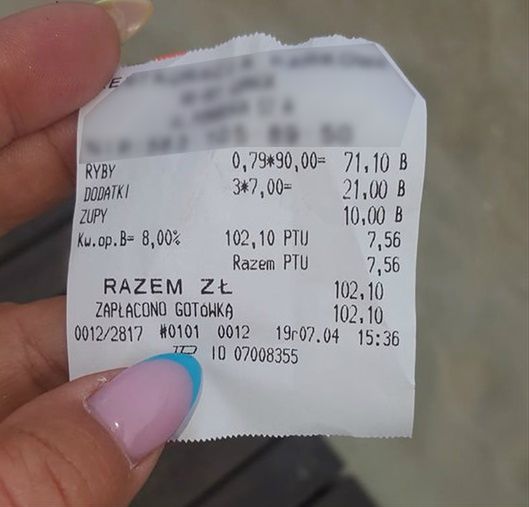 RYBY 0,79*90,00= 71,10 B
DODATKI 3*7,00= 21,00 B
ZUPY 10,00 B
Kw.op.B= 8,00% 102,10 PTU 7,56
Razem PTU 7,56
RAZEM ZŁ 102,10
ZAPŁACONO GOTÓWKĄ 102,10
0012/2817 #0101 0012 19r07.04 15:36
ID 07008355